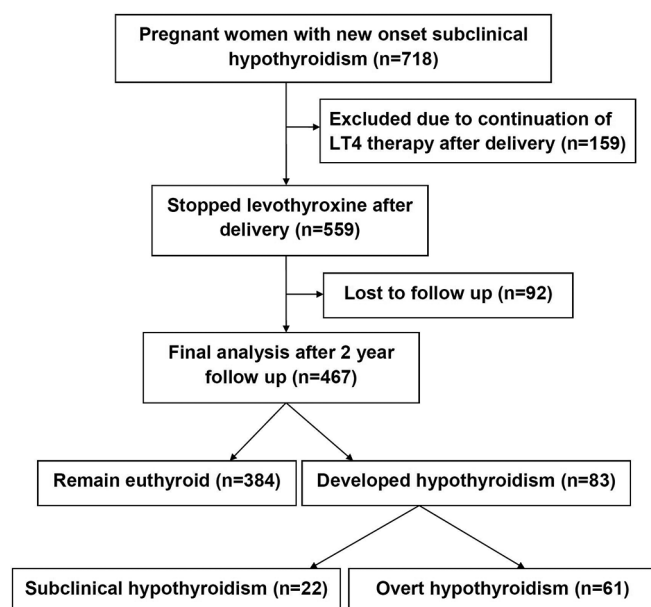 Pregnant women with new onset subclinical
hypothyroidism (n=718)
Excluded due to continuation of
LT4 therapy after delivery (n=159)
Stopped levothyroxine after
delivery (n=559)
Lost to follow up (n=92)
Final analysis after 2 year
follow up (n=467)
Remain euthyroid (n=384)
Developed hypothyroidism (n=83)
Subclinical hypothyroidism (n=22)
Overt hypothyroidism (n=61)